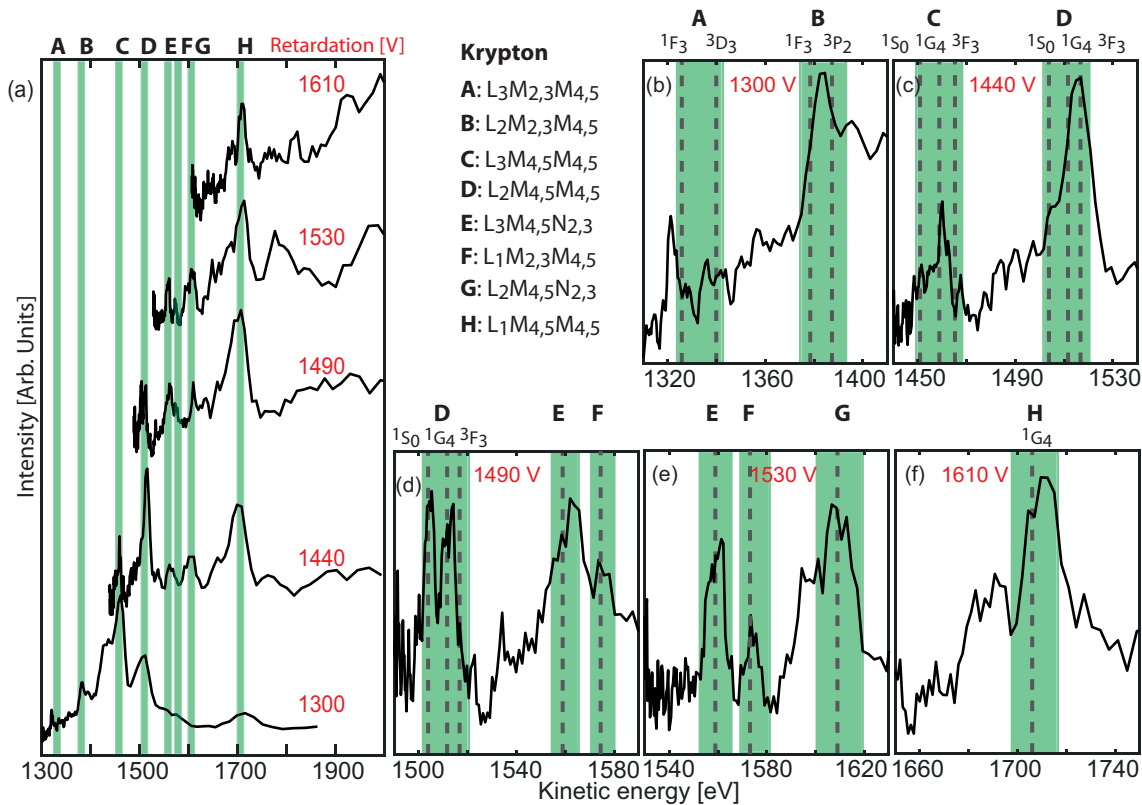 A B C D E F G H Retardation [V]
(a)
1610
1530
1490
1440
1300
Intensity [Arb. Units]
1300 1500 1700 1900
Krypton
A: L3M2,3M4,5
B: L2M2,3M4,5
C: L3M4,5M4,5
D: L2M4,5M4,5
E: L3M4,5N2,3
F: L1M2,3M4,5
G: L2M4,5N2,3
H: L1M4,5M4,5
A B
1F3 3D3 1F3 3P2
(b) 1300 V
1320 1360 1400
C D
1S0 1G4 3F3 1S0 1G4 3F3
(c) 1440 V
1450 1490 1530
D E F
1S0 1G4 3F3
(d) 1490 V
1500 1540 1580
E F G
(e) 1530 V
1540 1580 1620
H
1G4
(f) 1610 V
1660 1700 1740
Kinetic energy [eV]